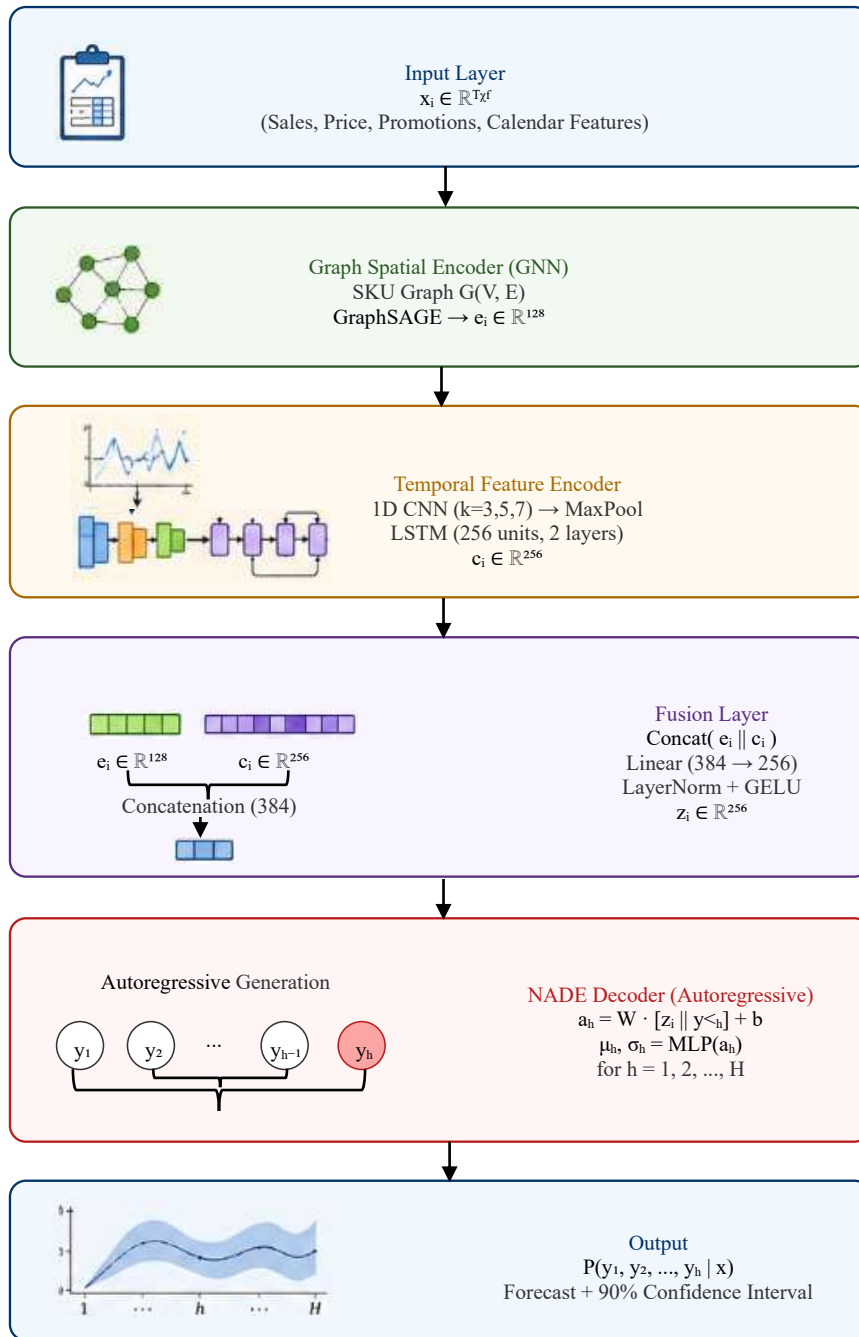 Input Layer
xᵢ ∈ ℝᵀᵡᶠ
(Sales, Price, Promotions, Calendar Features)
Graph Spatial Encoder (GNN)
SKU Graph G(V, E)
GraphSAGE → eᵢ ∈ ℝ¹²⁸
Temporal Feature Encoder
1D CNN (k=3,5,7) → MaxPool
LSTM (256 units, 2 layers)
cᵢ ∈ ℝ²⁵⁶
Fusion Layer
Concat( eᵢ ‖ cᵢ )
Linear (384 → 256)
LayerNorm + GELU
zᵢ ∈ ℝ²⁵⁶
eᵢ ∈ ℝ¹²⁸ cᵢ ∈ ℝ²⁵⁶
Concatenation (384)
Autoregressive Generation
y₁ y₂ ... yₕ₋₁ yₕ
NADE Decoder (Autoregressive)
aₕ = W · [zᵢ ‖ y<ₕ] + b
μₕ, σₕ = MLP(aₕ)
for h = 1, 2, ..., H
1 ... h ... H
Output
P(y₁, y₂, ..., yₕ | x)
Forecast + 90% Confidence Interval